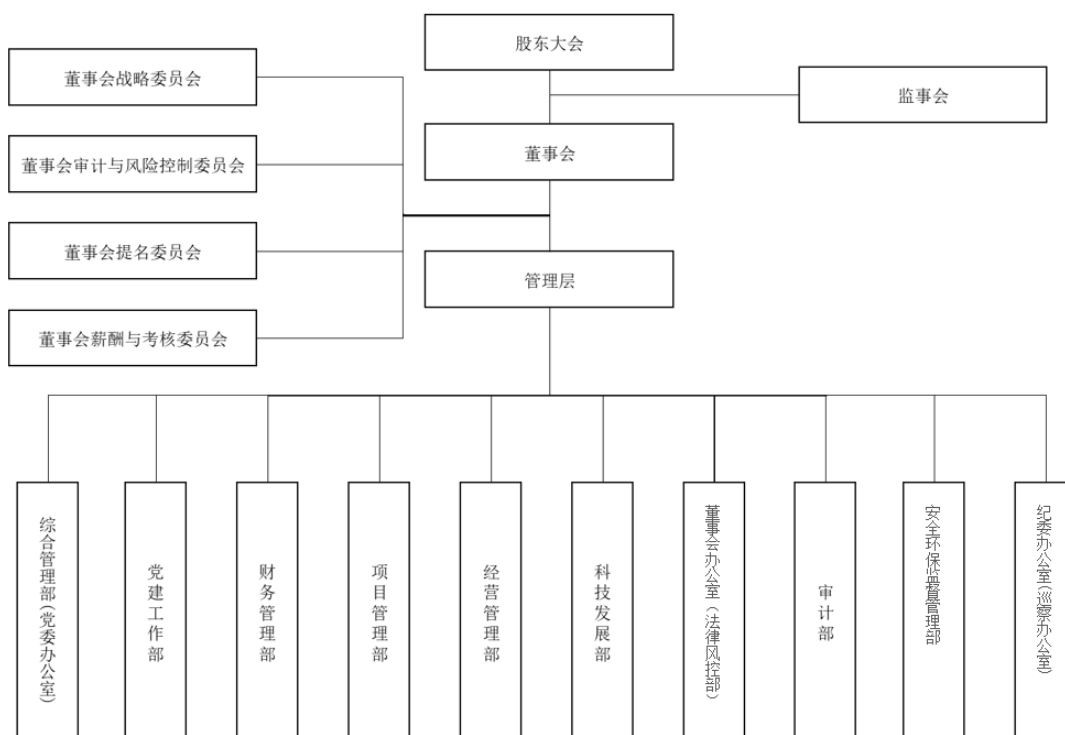 股东大会
董事会战略委员会
监事会
董事会
董事会审计与风险控制委员会
董事会提名委员会
管理层
董事会薪酬与考核委员会
综合管理部(党委办公室)
党建工作部
财务管理部
项目管理部
经营管理部
科技发展部
董事会办公室(法律风控部)
审计部
安全环保监督管理部
纪委办公室(巡察办公室)